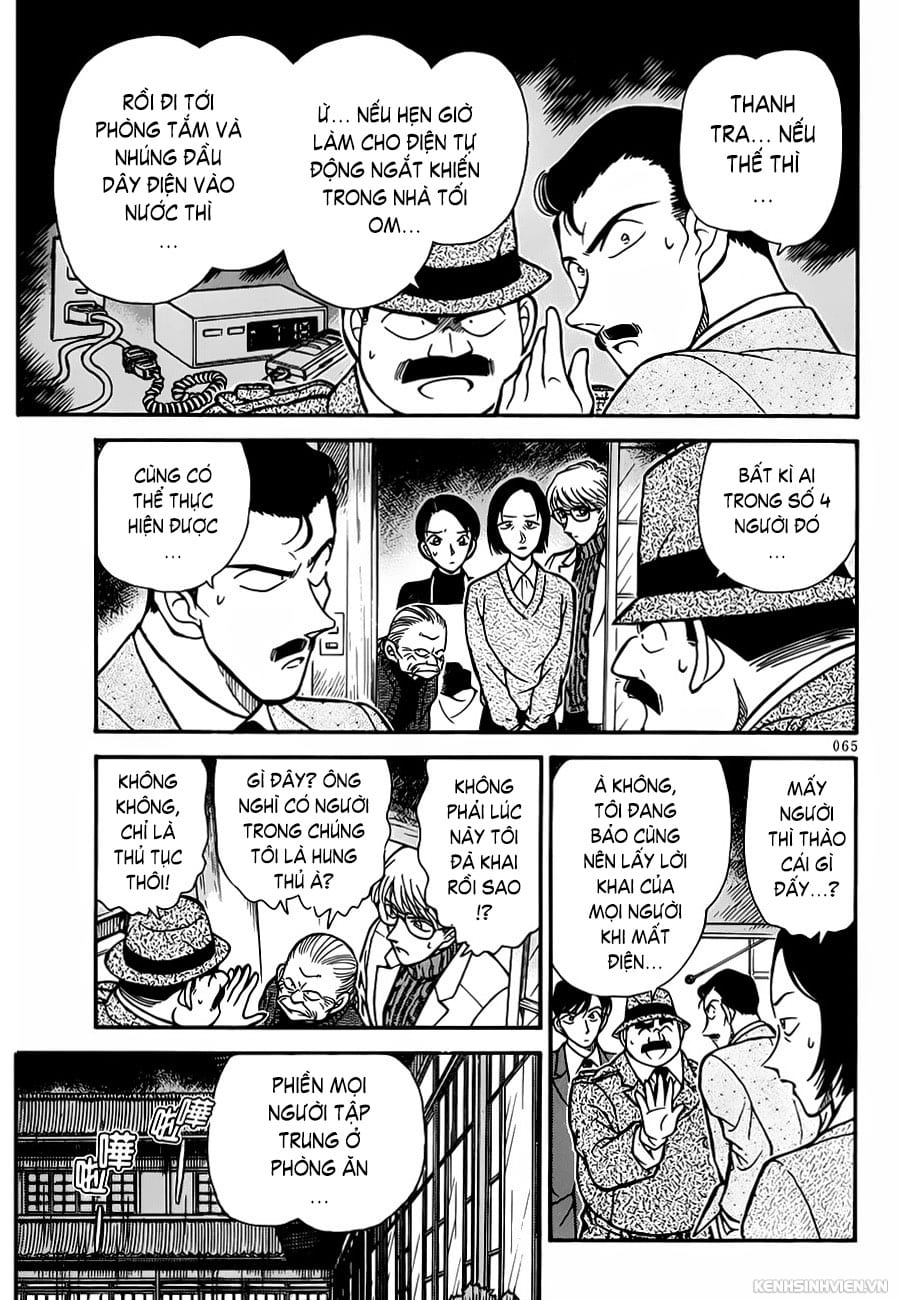 THANH
TRA... NẾU
THẾ THÌ
...
Ừ... NẾU HẸN GIỜ
LÀM CHO ĐIỆN TỰ
ĐỘNG NGẮT KHIẾN
TRONG NHÀ TỐI
OM...
RỒI ĐI TỚI
PHÒNG TẮM VÀ
NHÚNG ĐẦU
DÂY ĐIỆN VÀO
NƯỚC THÌ
...
BẤT KÌ AI
TRONG SỐ 4
NGƯỜI ĐÓ
...
CŨNG CÓ
THỂ THỰC
HIỆN ĐƯỢC
...
065
MẤY
NGƯỜI
THÌ THÀO
CÁI GÌ
ĐẤY...?
À KHÔNG,
TÔI ĐANG
BẢO CŨNG
NÊN LẤY LỜI
KHAI CỦA
MỌI NGƯỜI
KHI MẤT
ĐIỆN...
KHÔNG
PHẢI LÚC
NÀY TÔI
ĐÃ KHAI
RỒI SAO
!?
GÌ ĐÂY? ÔNG
NGHĨ CÓ NGƯỜI
TRONG CHÚNG
TÔI LÀ HUNG
THỦ À?
KHÔNG
KHÔNG,
CHỈ LÀ
THỦ TỤC
THÔI!
PHIỀN MỌI
NGƯỜI TẬP
TRUNG Ở
PHÒNG ĂN
...
KENHSINHVIEN.VN